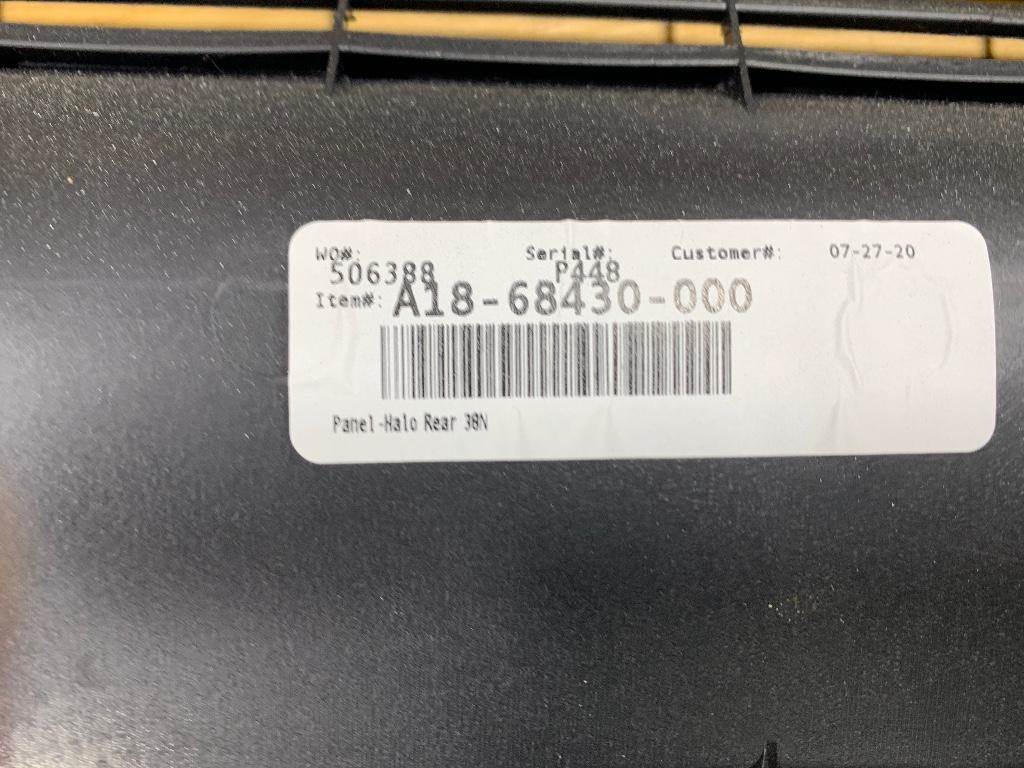 WO#: Serial#: Customer#: 07-27-20
506388 P448
Item#: A18-68430-000
Panel-Halo Rear 38N